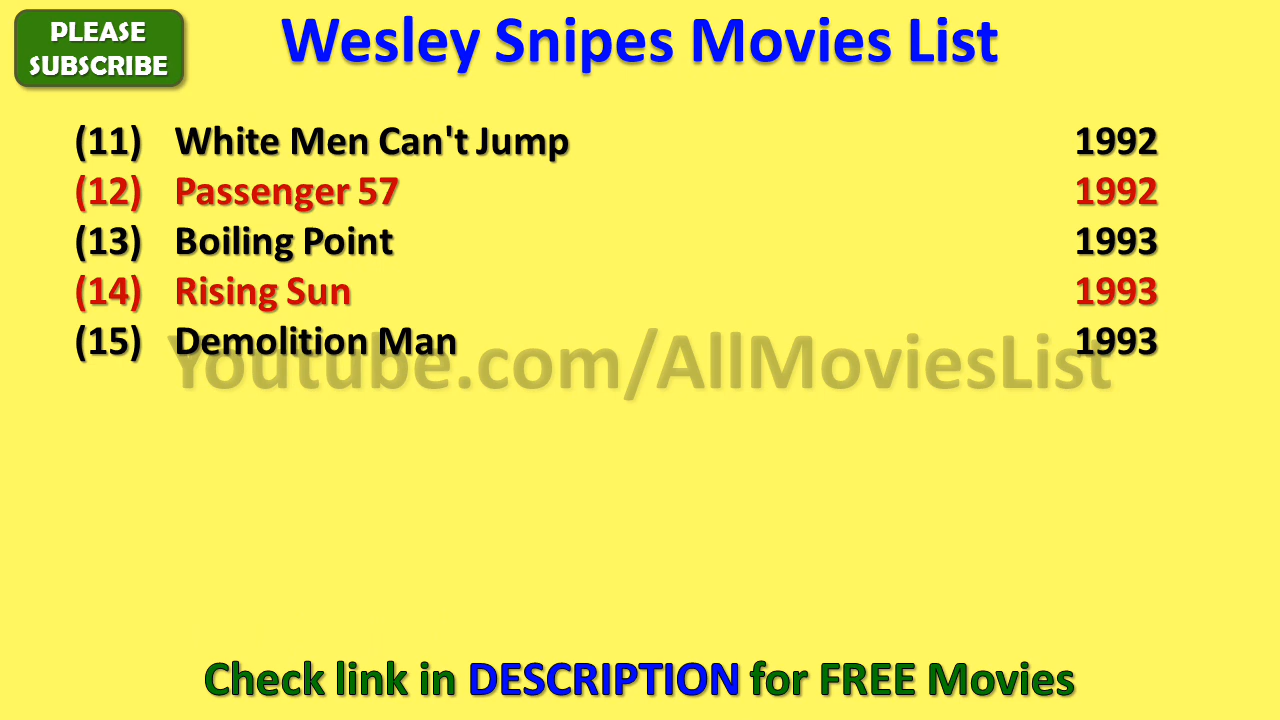 PLEASE
SUBSCRIBE
Wesley Snipes Movies List
(11) White Men Can't Jump 1992
(12) Passenger 57 1992
(13) Boiling Point 1993
(14) Rising Sun 1993
(15) Demolition Man 1993
Youtube.com/AllMoviesList
Check link in DESCRIPTION for FREE Movies